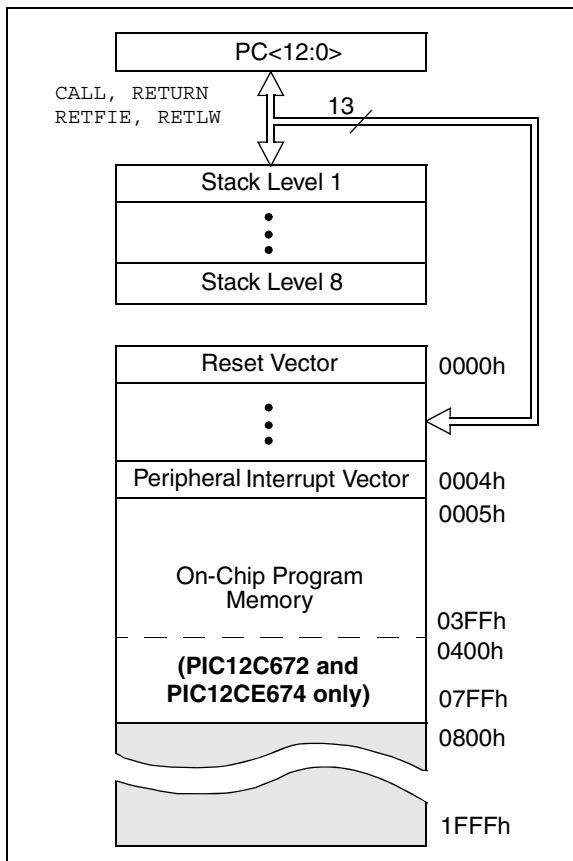 PC<12:0>
CALL, RETURN
RETFIE, RETLW
13
Stack Level 1
Stack Level 8
Reset Vector
0000h
Peripheral Interrupt Vector
0004h
0005h
On-Chip Program
Memory
03FFh
0400h
(PIC12C672 and
PIC12CE674 only)
07FFh
0800h
1FFFh